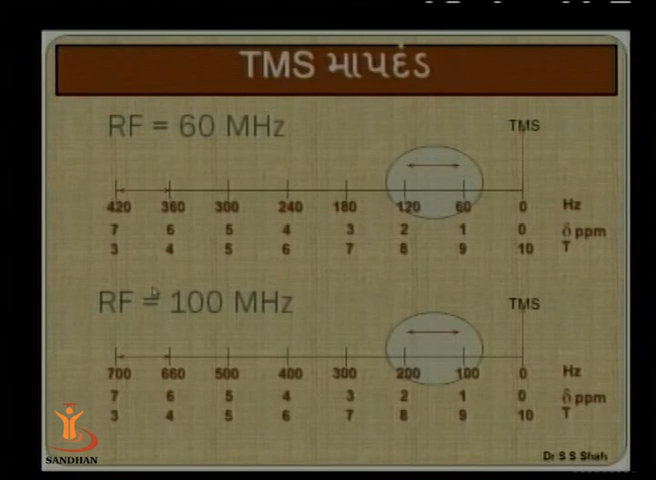 TMS માપદંડ
RF = 60 MHz
TMS
420 360 300 240 180 120 60 0 Hz
7 6 5 4 3 2 1 0 δ ppm
3 4 5 6 7 8 9 10 T
RF = 100 MHz
TMS
700 660 500 400 300 200 100 0 Hz
7 6 5 4 3 2 1 0 δ ppm
3 4 5 6 7 8 9 10 T
SANDHAN
Dr S S Shah